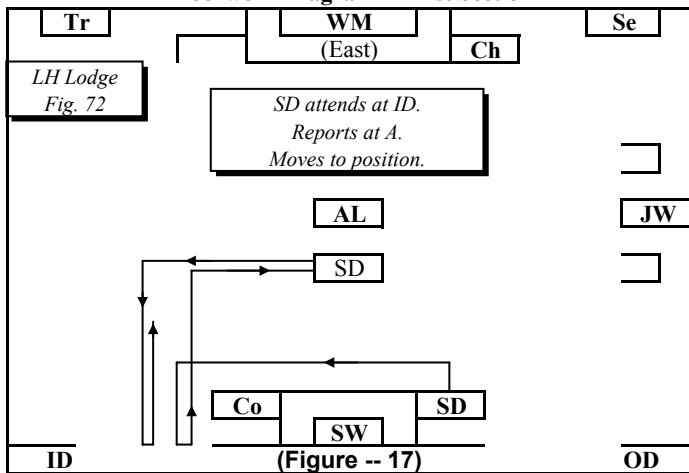 Tr WM Se
(East) Ch
LH Lodge
Fig. 72
SD attends at ID.
Reports at A.
Moves to position.
AL JW
SD
Co SD
SW
ID (Figure -- 17) OD